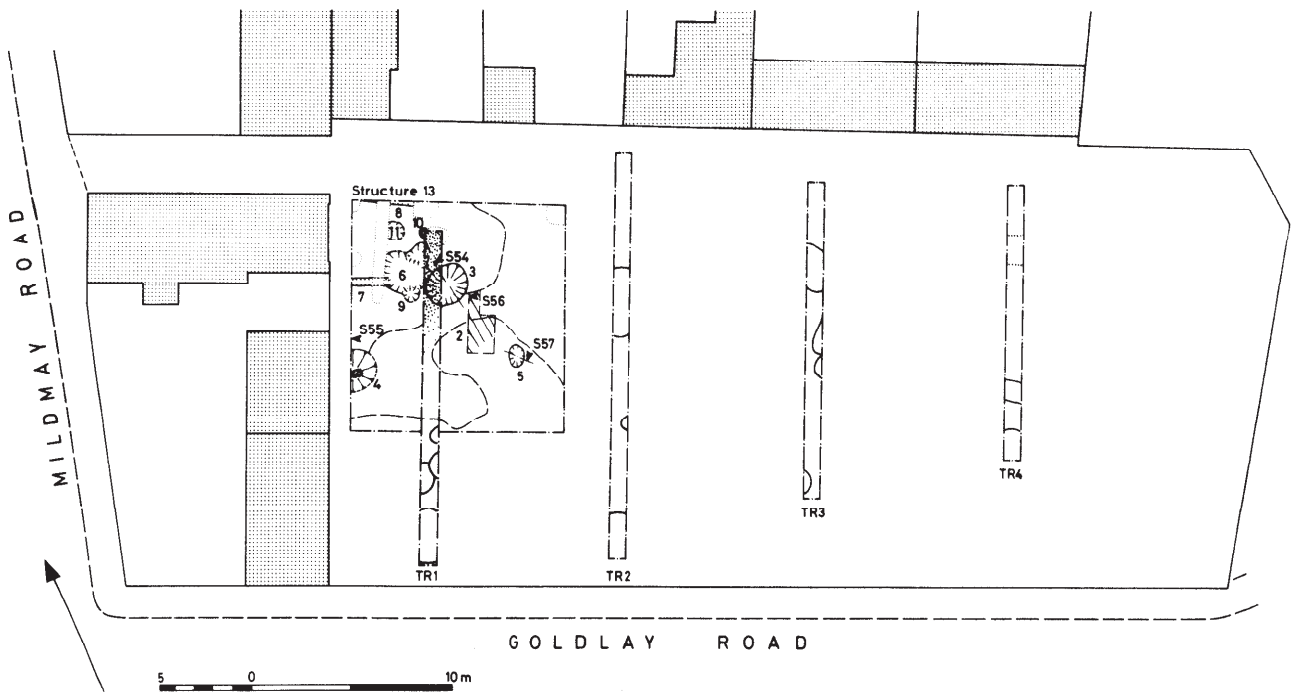 Structure 13
8
10
11
S54
6
3
7
9
S56
S55
2
S57
4
5
MILDMAY ROAD
TR1
TR2
TR3
TR4
GOLDLAY ROAD
5 0 10 m